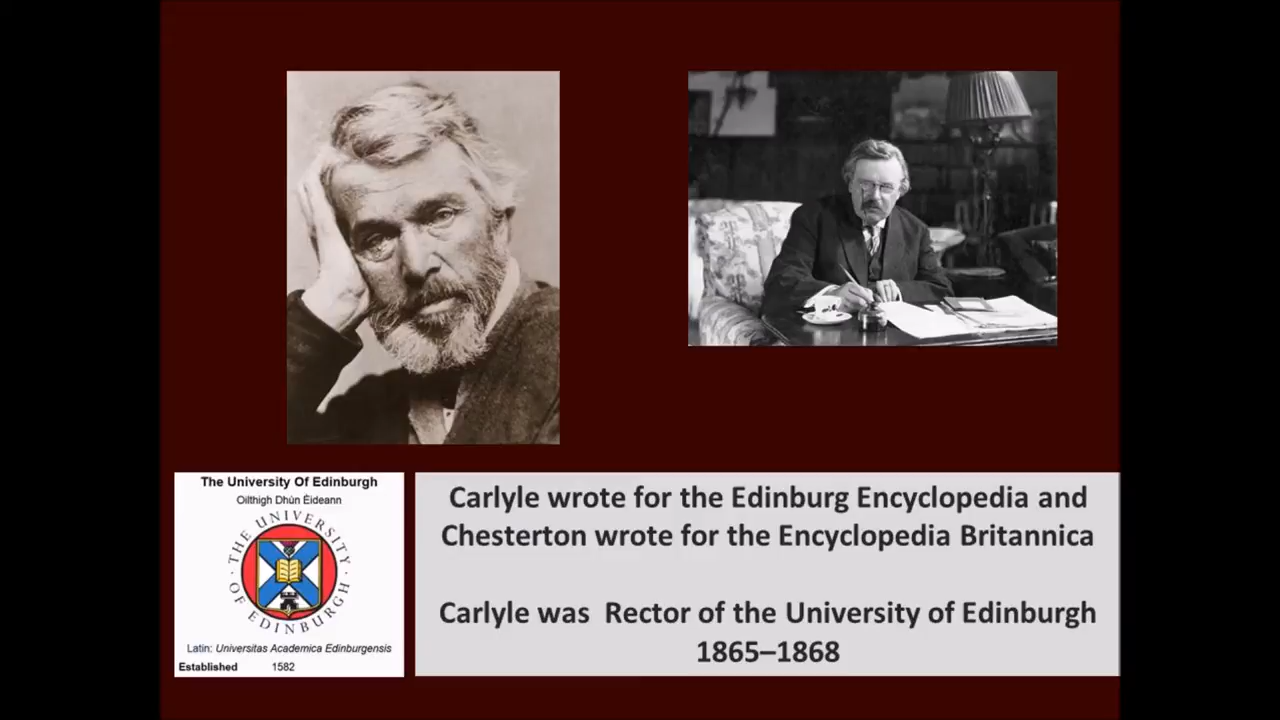 The University Of Edinburgh
Oilthigh Dhùn Èideann
· THE UNIVERSITY ·
OF EDINBURGH
Latin: Universitas Academica Edinburgensis
Established 1582
Carlyle wrote for the Edinburg Encyclopedia and
Chesterton wrote for the Encyclopedia Britannica
Carlyle was Rector of the University of Edinburgh
1865–1868